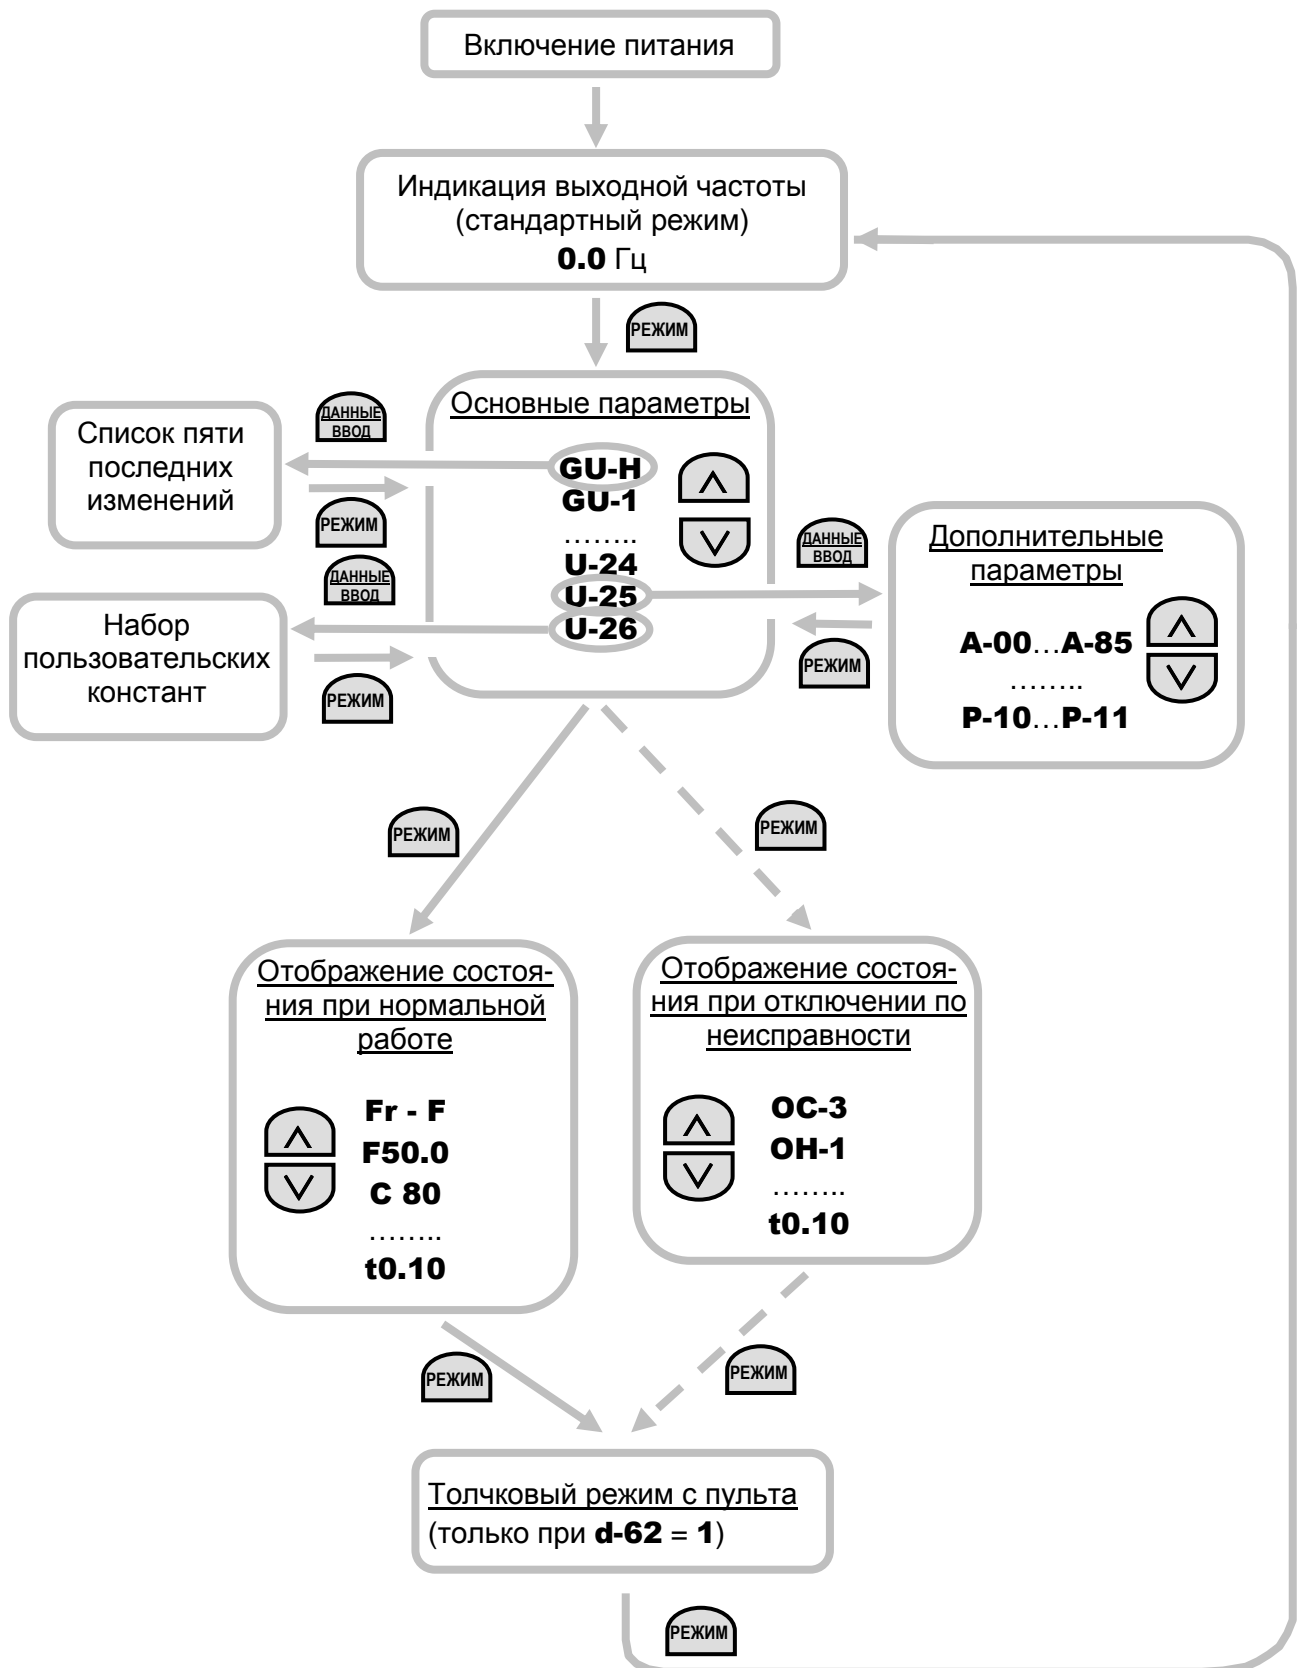 Включение питания
Индикация выходной частоты
(стандартный режим)
0.0 Гц
РЕЖИМ
Основные параметры
GU-H
GU-1
……..
U-24
U-25
U-26
ДАННЫЕ
ВВОД
Список пяти
последних
изменений
РЕЖИМ
ДАННЫЕ
ВВОД
Набор
пользовательских
констант
РЕЖИМ
ДАННЫЕ
ВВОД
РЕЖИМ
Дополнительные
параметры
A-00…A-85
……..
P-10…P-11
РЕЖИМ
РЕЖИМ
Отображение состоя-
ния при нормальной
работе
Fr - F
F50.0
C 80
……..
t0.10
Отображение состоя-
ния при отключении по
неисправности
OC-3
OH-1
……..
t0.10
РЕЖИМ
РЕЖИМ
Толчковый режим с пульта
(только при d-62 = 1)
РЕЖИМ